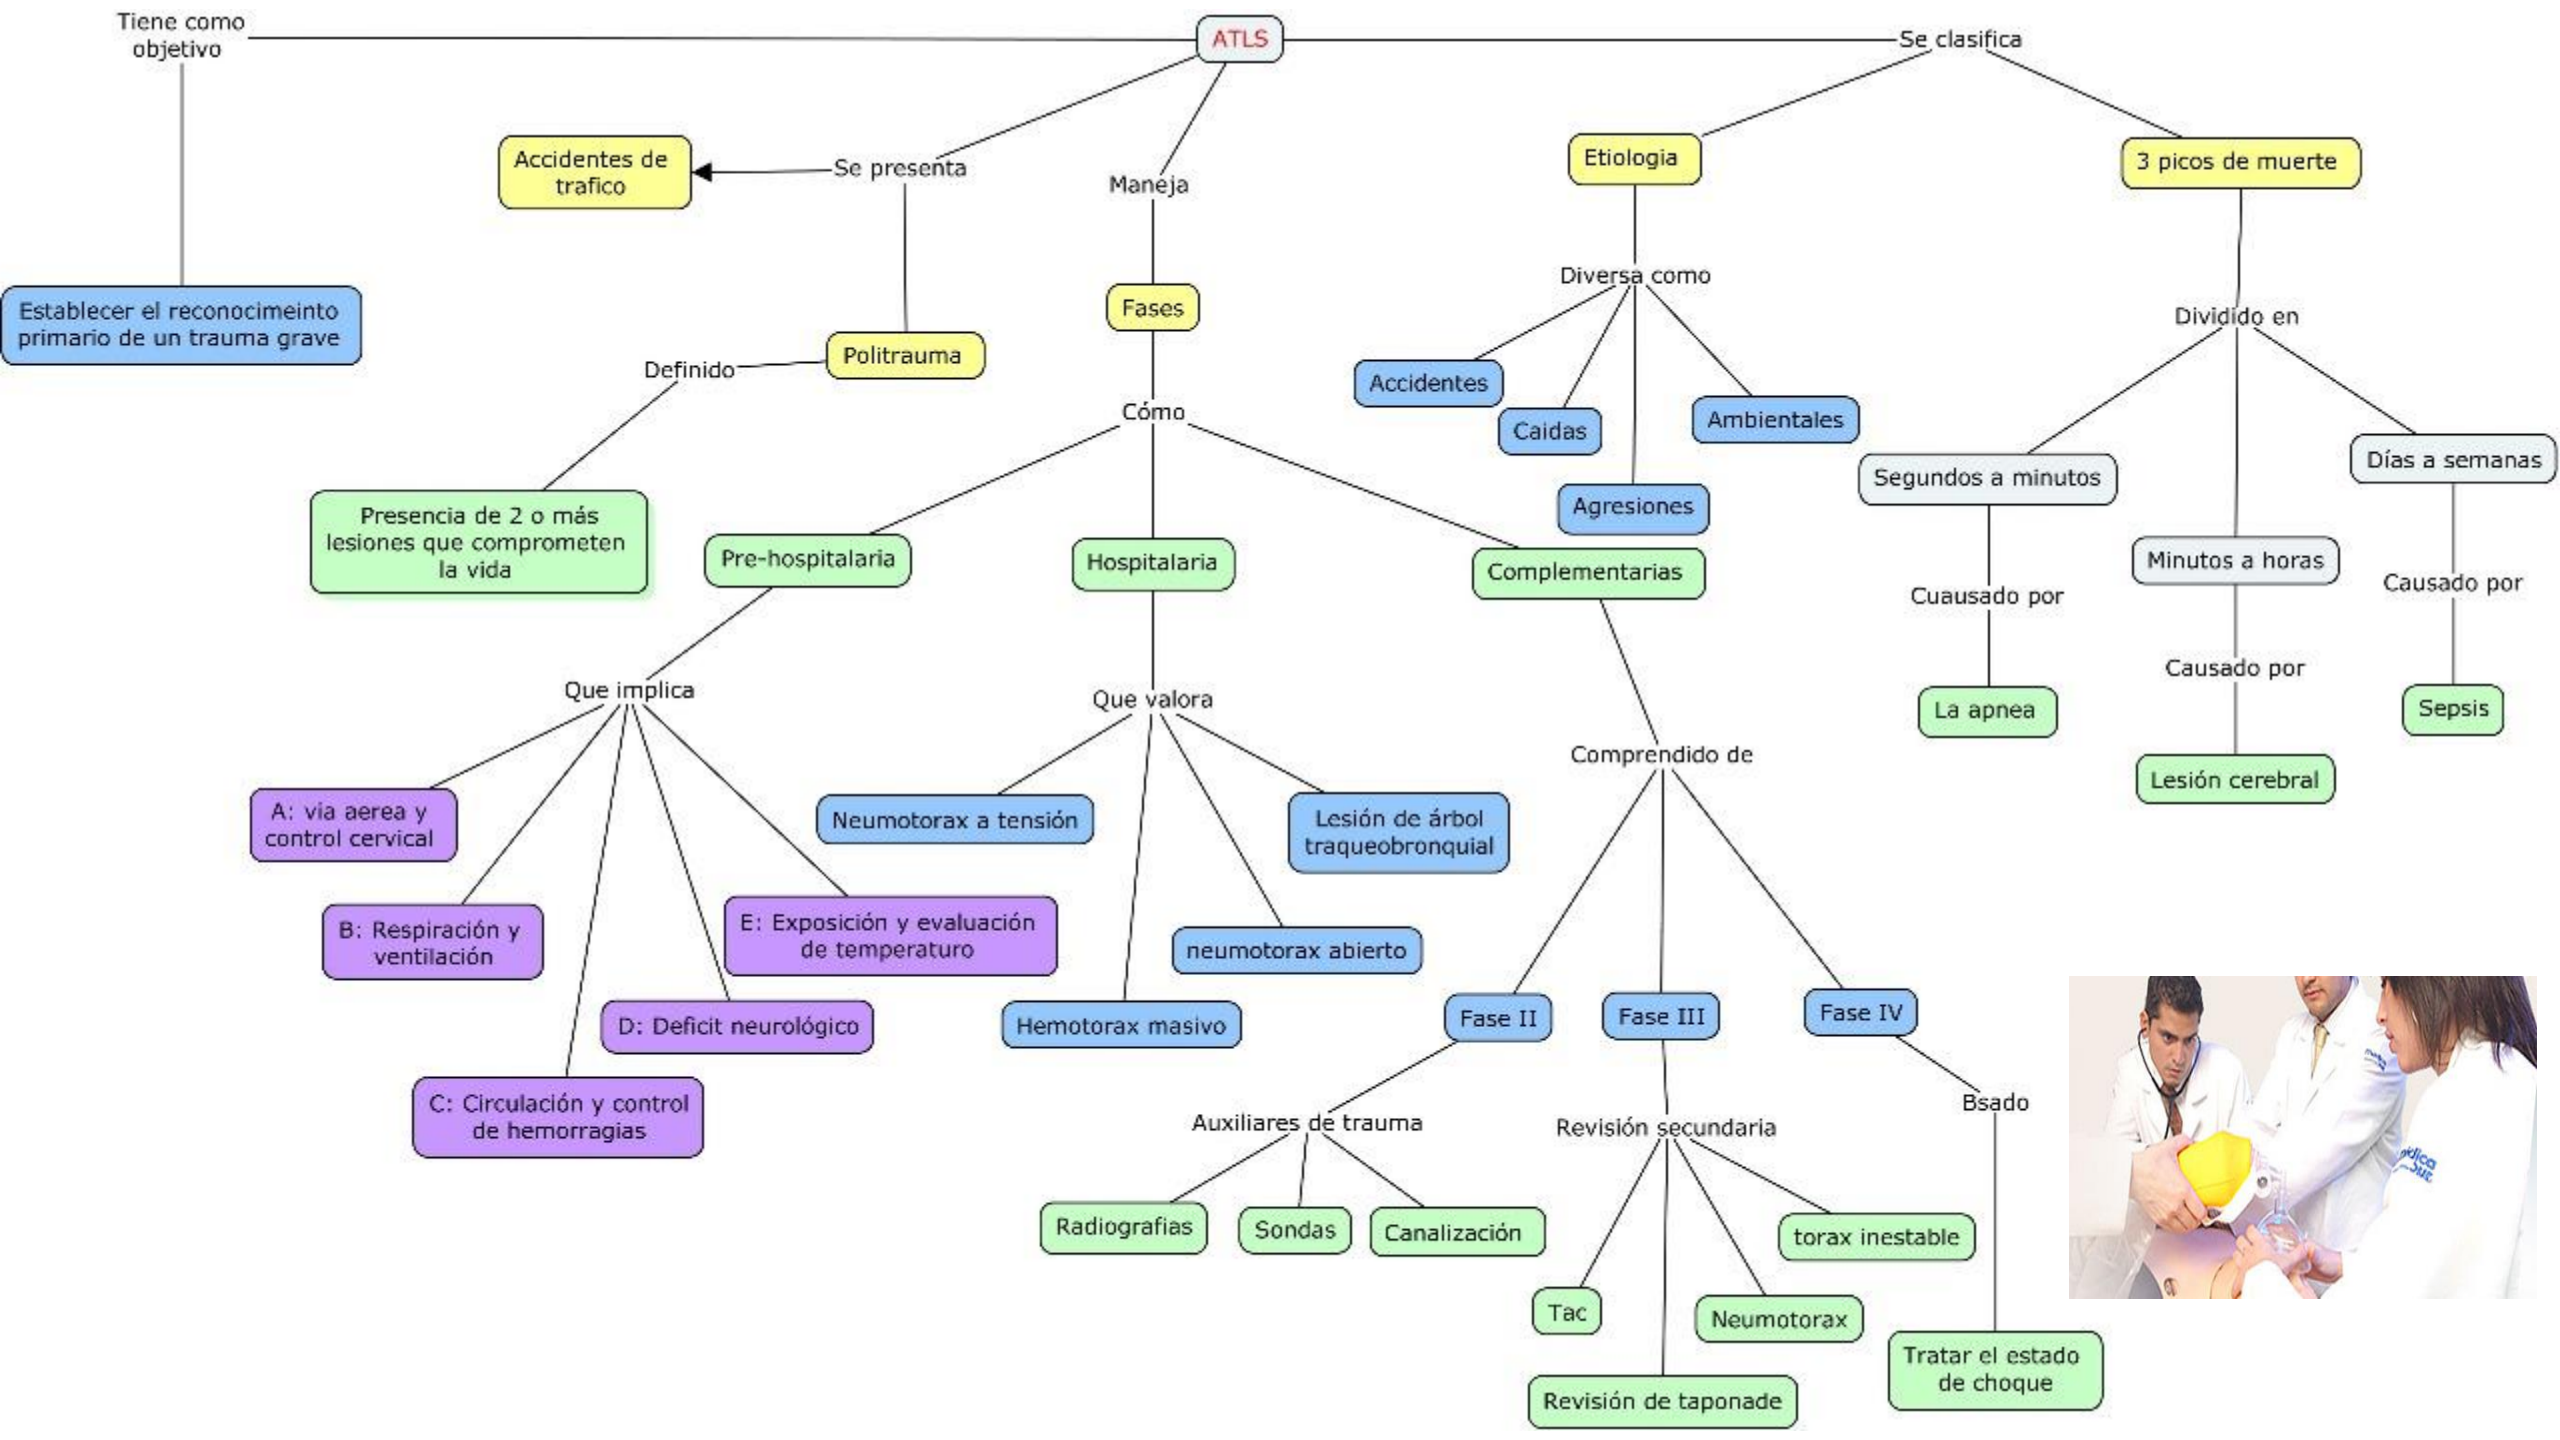 Tiene como
objetivo
ATLS
Se clasifica
Accidentes de
trafico
Se presenta
Maneja
Etiologia
3 picos de muerte
Establecer el reconocimeinto
primario de un trauma grave
Fases
Diversa como
Dividido en
Definido
Politrauma
Cómo
Accidentes
Caidas
Ambientales
Agresiones
Segundos a minutos
Días a semanas
Minutos a horas
Presencia de 2 o más
lesiones que comprometen
la vida
Pre-hospitalaria
Hospitalaria
Complementarias
Cuausado por
Causado por
Causado por
La apnea
Lesión cerebral
Sepsis
Que implica
Que valora
Comprendido de
A: via aerea y
control cervical
B: Respiración y
ventilación
C: Circulación y control
de hemorragias
D: Deficit neurológico
E: Exposición y evaluación
de temperaturo
Neumotorax a tensión
Hemotorax masivo
neumotorax abierto
Lesión de árbol
traqueobronquial
Fase II
Fase III
Fase IV
Auxiliares de trauma
Revisión secundaria
Bsado
Radiografias
Sondas
Canalización
Tac
Revisión de taponade
Neumotorax
torax inestable
Tratar el estado
de choque